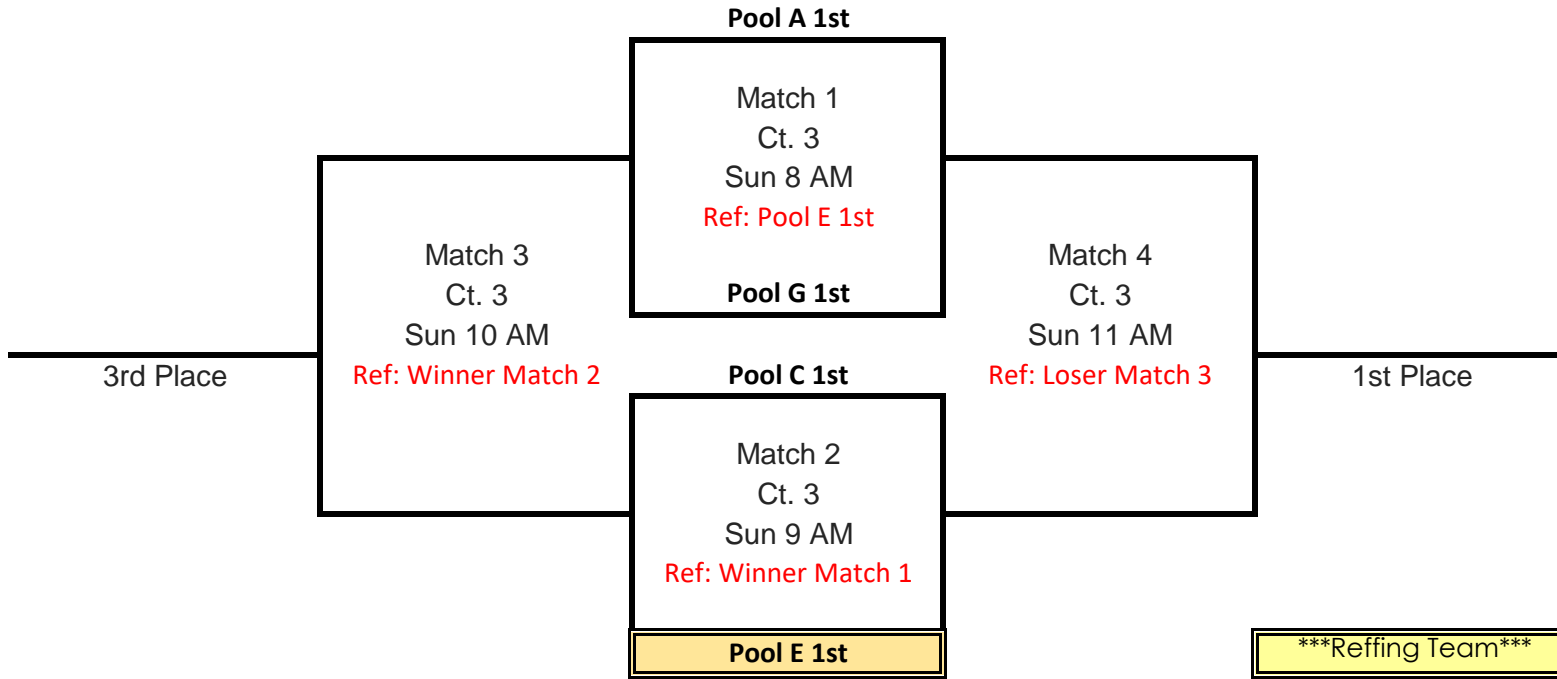 Pool A 1st
Match 1
Ct. 3
Sun 8 AM
Ref: Pool E 1st
Pool G 1st
Match 3
Ct. 3
Sun 10 AM
Ref: Winner Match 2
3rd Place
Match 4
Ct. 3
Sun 11 AM
Ref: Loser Match 3
1st Place
Pool C 1st
Match 2
Ct. 3
Sun 9 AM
Ref: Winner Match 1
Pool E 1st
***Reffing Team***